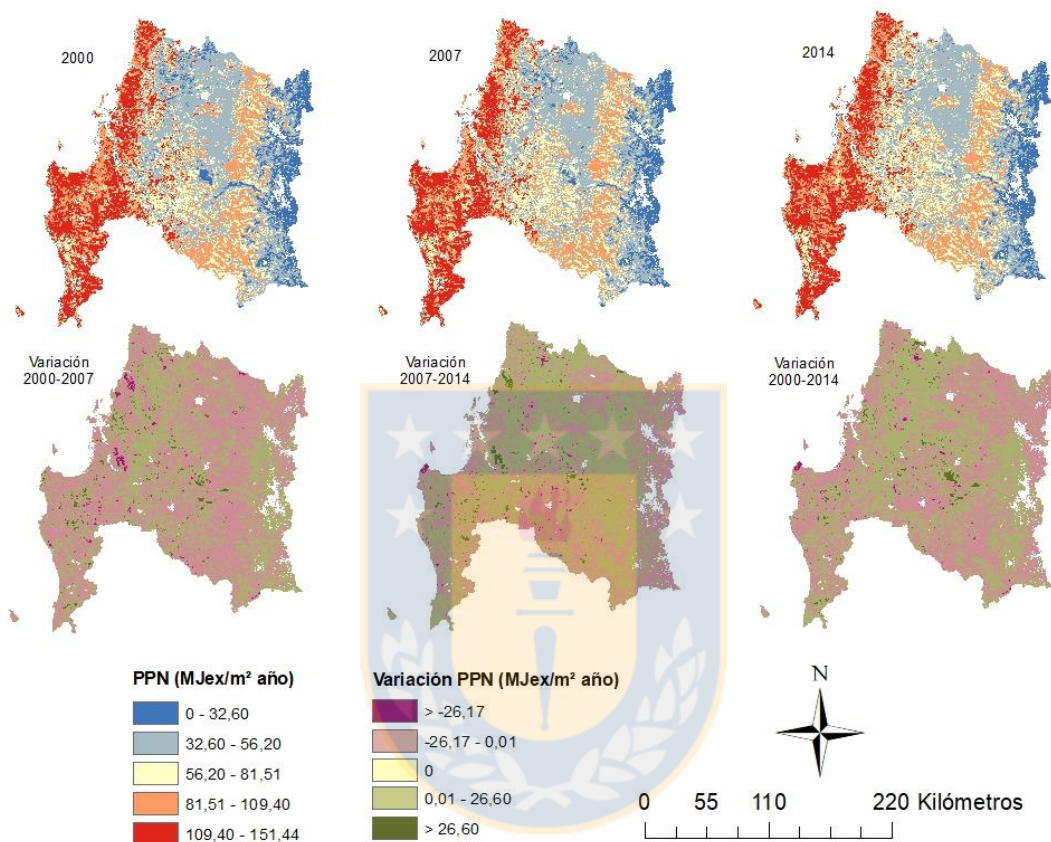 2000
2007
2014
Variación
2000-2007
Variación
2007-2014
Variación
2000-2014
PPN (MJex/m² año)
0 - 32,60
32,60 - 56,20
56,20 - 81,51
81,51 - 109,40
109,40 - 151,44
Variación PPN (MJex/m² año)
> -26,17
-26,17 - 0,01
0
0,01 - 26,60
> 26,60
N
0 55 110 220 Kilómetros